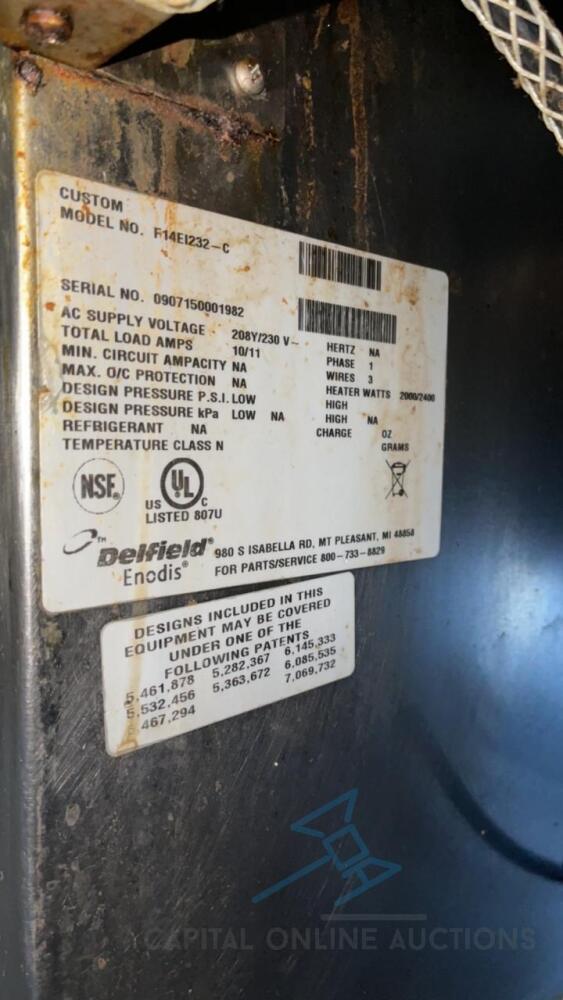 CUSTOM
MODEL NO. F14EI232-C
SERIAL NO. 0907150001982
AC SUPPLY VOLTAGE 208Y/230 V~ HERTZ NA
TOTAL LOAD AMPS 10/11 PHASE 1
MIN. CIRCUIT AMPACITY NA WIRES 3
MAX. O/C PROTECTION NA HEATER WATTS 2000/2400
DESIGN PRESSURE P.S.I. LOW HIGH
DESIGN PRESSURE kPa LOW NA HIGH NA
REFRIGERANT NA CHARGE OZ
TEMPERATURE CLASS N GRAMS
NSF®
UL
US C
LISTED 807U
Delfield®
Enodis®
980 S ISABELLA RD, MT PLEASANT, MI 48858
FOR PARTS/SERVICE 800-733-8829
DESIGNS INCLUDED IN THIS
EQUIPMENT MAY BE COVERED
UNDER ONE OF THE
FOLLOWING PATENTS
5,461,878 5,282,367 6,145,333
5,532,456 5,363,672 6,085,535
467,294 7,069,732
CAPITAL ONLINE AUCTIONS